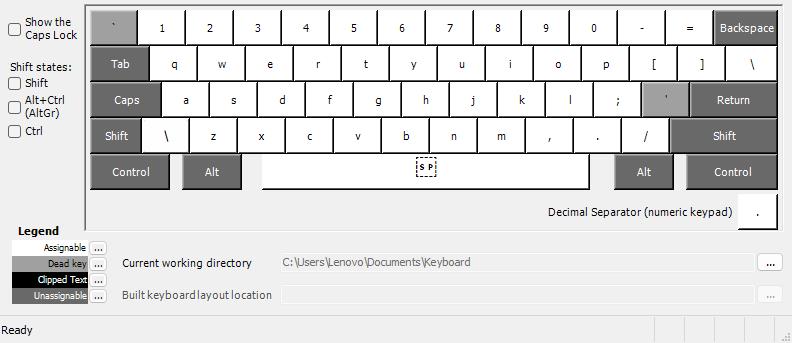 Show the
Caps Lock
Shift states:
Shift
Alt+Ctrl
(AltGr)
Ctrl
` 1 2 3 4 5 6 7 8 9 0 - = Backspace
Tab q w e r t y u i o p [ ] \
Caps a s d f g h j k l ; ' Return
Shift \ z x c v b n m , . / Shift
Control Alt SP Alt Control
Decimal Separator (numeric keypad) .
Legend
Assignable ...
Dead key ...
Clipped Text ...
Unassignable ...
Current working directory C:\Users\Lenovo\Documents\Keyboard ...
Built keyboard layout location ...
Ready